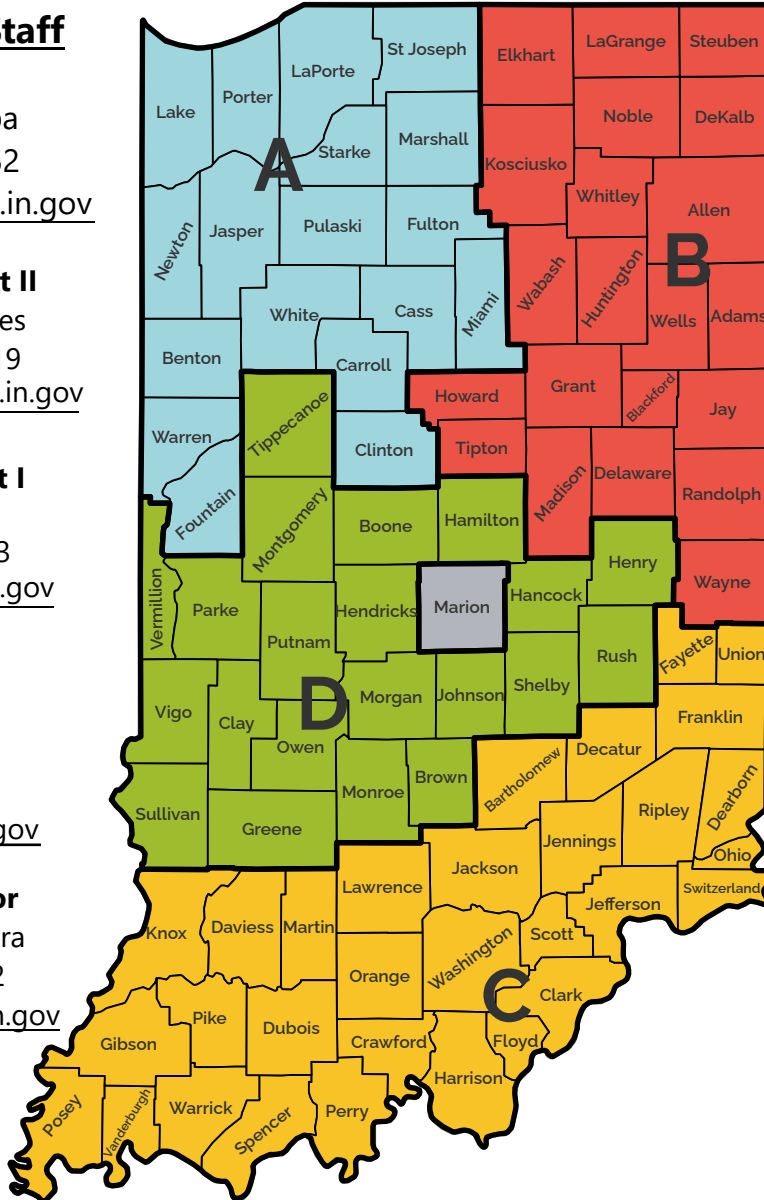 Staff
a
2
.in.gov
t II
es
9
.in.gov
t I
3
.gov
gov
or
ra
2
.gov
Lake
Porter
LaPorte
St Joseph
Elkhart
LaGrange
Steuben
Starke
Marshall
Noble
DeKalb
A
Kosciusko
Whitley
Allen
Newton
Jasper
Pulaski
Fulton
B
Wabash
Huntington
Wells
Adams
White
Cass
Miami
Benton
Carroll
Howard
Grant
Blackford
Jay
Warren
Tippecanoe
Clinton
Tipton
Madison
Delaware
Randolph
Fountain
Montgomery
Boone
Hamilton
Henry
Wayne
Vermillion
Parke
Putnam
Hendricks
Marion
Hancock
Rush
Fayette
Union
Vigo
Clay
D
Owen
Morgan
Johnson
Shelby
Franklin
Sullivan
Greene
Monroe
Brown
Bartholomew
Decatur
Ripley
Dearborn
Ohio
Jennings
Lawrence
Jackson
Jefferson
Switzerland
Knox
Daviess
Martin
Orange
Washington
Scott
C
Clark
Gibson
Pike
Dubois
Crawford
Floyd
Harrison
Posey
Vanderburgh
Warrick
Spencer
Perry